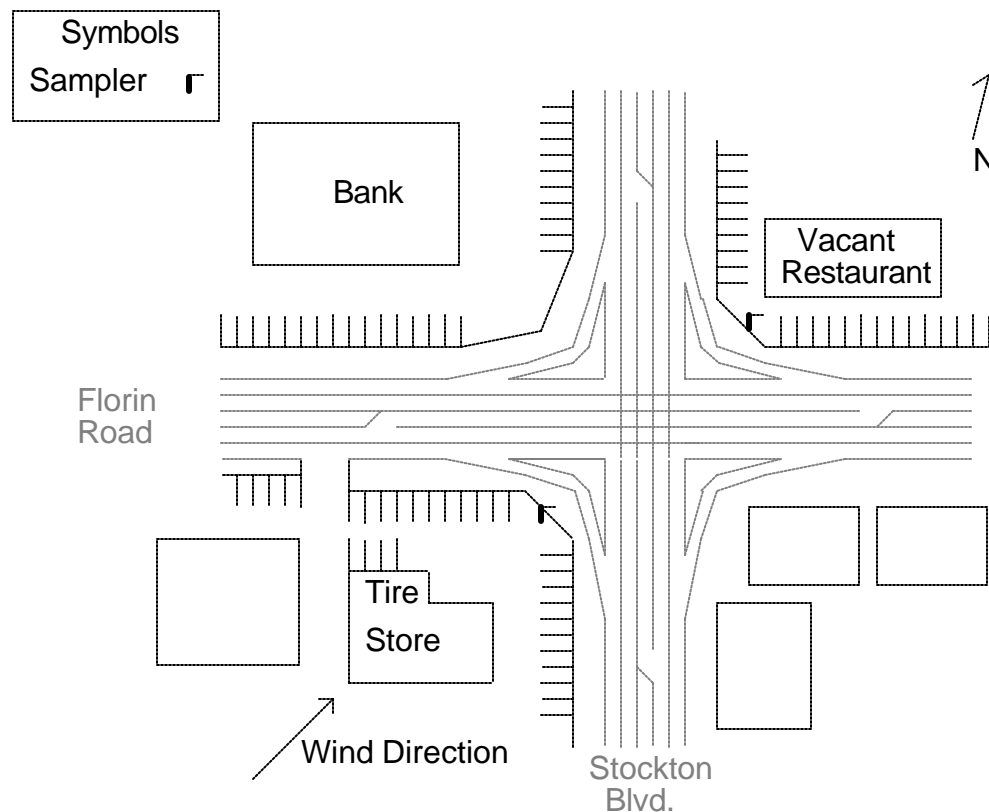 Symbols
Sampler
N
Bank
Vacant
Restaurant
Florin
Road
Tire
Store
Wind Direction
Stockton
Blvd.